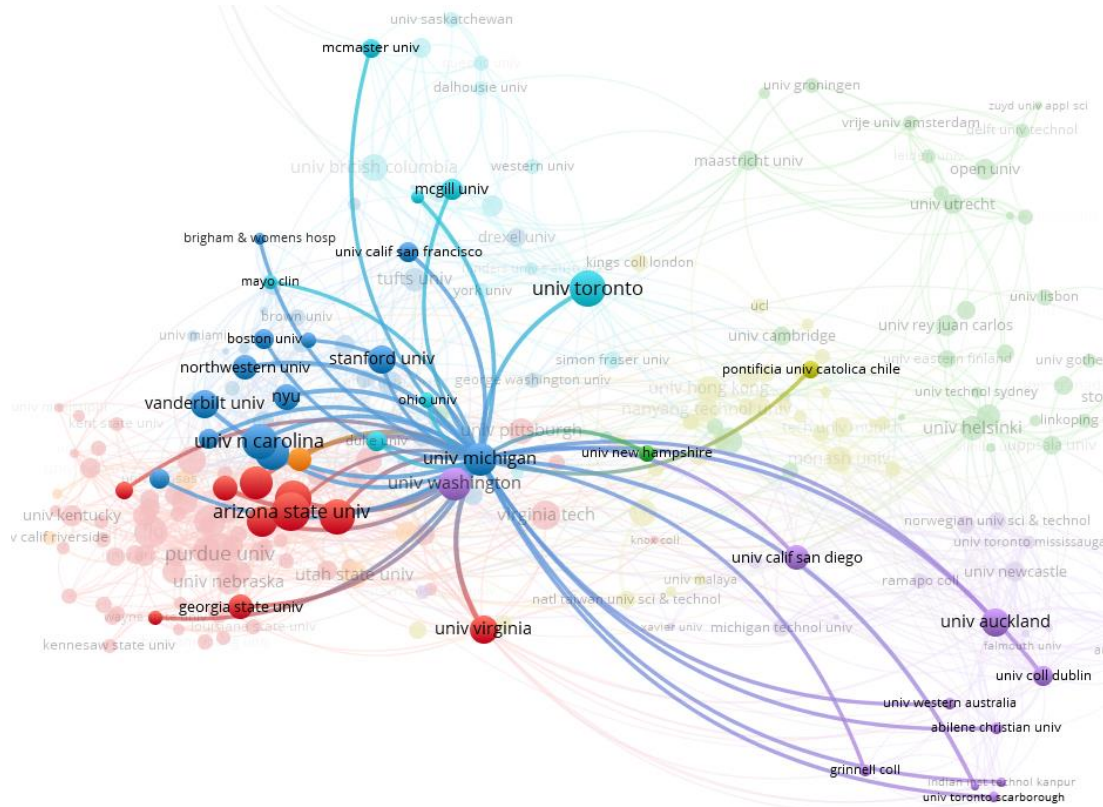 univ saskatchewan
mcmaster univ
dalhousie univ
univ groningen
zuyd univ appl sci
vrije univ amsterdam
delft univ technol
univ british columbia
western univ
maastricht univ
leiden univ
open univ
mcgill univ
univ utrecht
brigham & womens hosp
univ calif san francisco
drexel univ
kings coll london
mayo clin
tufts univ
york univ
univ toronto
univ lisbon
brown univ
ucl
univ miami
boston univ
univ cambridge
univ rey juan carlos
stanford univ
simon fraser univ
univ eastern finland
univ gothe
northwestern univ
george washington univ
pontificia univ catolica chile
univ hong kong
univ technol sydney
vanderbilt univ
nyu
ohio univ
nanyang technol univ
linkoping
kent state univ
univ n carolina
duke univ
univ pittsburgh
tech univ munich
univ helsinki
uppsala univ
univ michigan
univ new hampshire
monash univ
univ washington
univ kentucky
arizona state univ
virginia tech
norwegian univ sci & technol
v calif riverside
knox coll
univ toronto mississauga
purdue univ
univ calif san diego
utah state univ
univ malaya
ramapo coll
univ newcastle
univ nebraska
natl taiwan univ sci & technol
georgia state univ
louisiana state univ
univ virginia
xavier univ
michigan technol univ
univ auckland
kennesaw state univ
falmouth univ
univ coll dublin
univ western australia
abilene christian univ
grinnell coll
indian inst technol kanpur
univ toronto scarborough